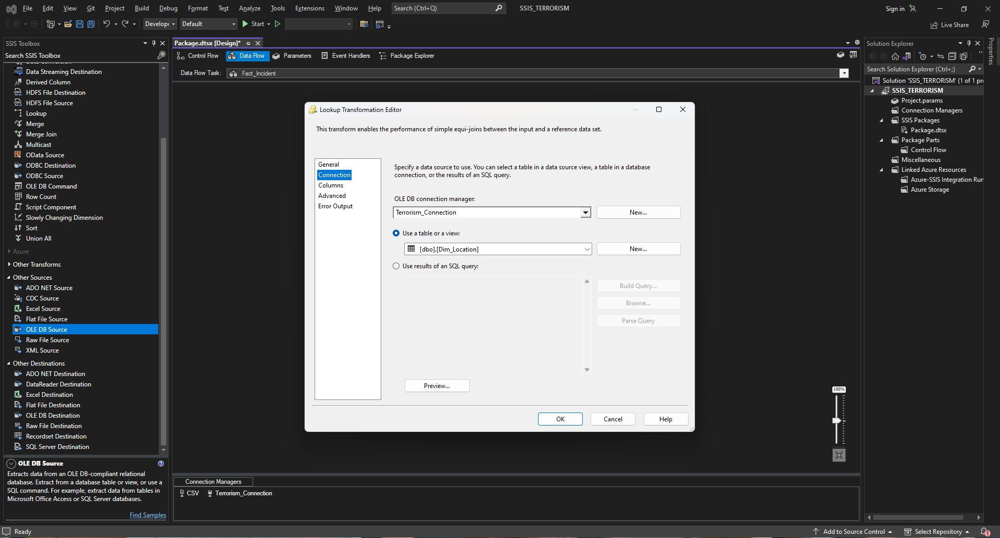 File Edit View Git Project Build Debug Format Test Analyze Tools Extensions Window Help Search (Ctrl+Q) SSIS_TERRORISM Sign in
Developr Default Start Live Share
SSIS Toolbox
Search SSIS Toolbox
Data Streaming Destination
Derived Column
HDFS File Destination
HDFS File Source
Lookup
Merge
Merge Join
Multicast
OData Source
ODBC Destination
ODBC Source
OLE DB Command
Row Count
Script Component
Slowly Changing Dimension
Sort
Union All
Azure
Other Transforms
Other Sources
ADO NET Source
CDC Source
Excel Source
Flat File Source
OLE DB Source
Raw File Source
XML Source
Other Destinations
ADO NET Destination
DataReader Destination
Excel Destination
Flat File Destination
OLE DB Destination
Raw File Destination
Recordset Destination
SQL Server Destination
OLE DB Source
Extracts data from an OLE DB-compliant relational
database. Extract from a database table or view, or use a
SQL command. For example, extract data from tables in
Microsoft Office Access or SQL Server databases.
Find Samples
Package.dtsx [Design]*
Control Flow Data Flow Parameters Event Handlers Package Explorer
Data Flow Task: Fact_Incident
Lookup Transformation Editor
This transform enables the performance of simple equi-joins between the input and a reference data set.
General
Connection
Columns
Advanced
Error Output
Specify a data source to use. You can select a table in a data source view, a table in a database
connection, or the results of an SQL query.
OLE DB connection manager:
Terrorism_Connection New...
Use a table or a view:
[dbo].[Dim_Location] New...
Use results of an SQL query:
Build Query...
Browse...
Parse Query
Preview...
OK Cancel Help
100%
Connection Managers
CSV Terrorism_Connection
Solution Explorer
Search Solution Explorer (Ctrl+;)
Solution 'SSIS_TERRORISM' (1 of 1 pr
SSIS_TERRORISM
Project.params
Connection Managers
SSIS Packages
Package.dtsx
Package Parts
Control Flow
Miscellaneous
Linked Azure Resources
Azure-SSIS Integration Run
Azure Storage
Properties
Ready Add to Source Control Select Repository 1